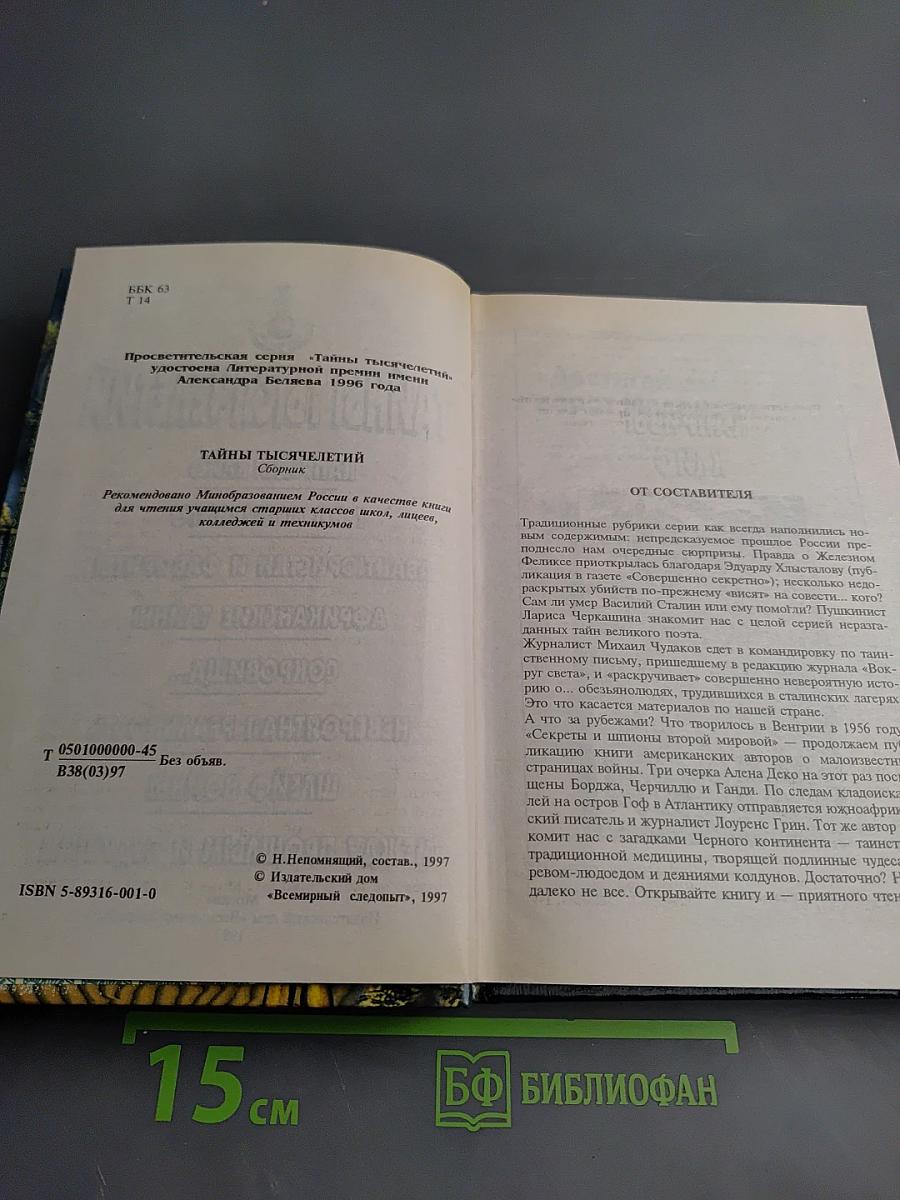 ББК 63
Т 14
Просветительская серия «Тайны тысячелетий»
удостоена Литературной премии имени
Александра Беляева 1996 года
ТАЙНЫ ТЫСЯЧЕЛЕТИЙ
Сборник
Рекомендовано Минобразованием России в качестве книги
для чтения учащимся старших классов школ, лицеев,
колледжей и техникумов
Т 0501000000-45 Без объяв.
В38(03)97
© Н.Непомнящий, состав., 1997
© Издательский дом
«Всемирный следопыт», 1997
ISBN 5-89316-001-0
ОТ СОСТАВИТЕЛЯ
Традиционные рубрики серии как всегда наполнились но-
вым содержимым: непредсказуемое прошлое России пре-
поднесло нам очередные сюрпризы. Правда о Железном
Феликсе приоткрылась благодаря Эдуарду Хлысталову (пуб-
ликация в газете «Совершенно секретно»); несколько недо-
раскрытых убийств по-прежнему «висят» на совести... кого?
Сам ли умер Василий Сталин или ему помогли? Пушкинист
Лариса Черкашина знакомит нас с целой серией неразга-
данных тайн великого поэта.
Журналист Михаил Чудаков едет в командировку по таин-
ственному письму, пришедшему в редакцию журнала «Вок-
руг света», и «раскручивает» совершенно невероятную исто-
рию о... обезьянолюдях, трудившихся в сталинских лагерях.
Это что касается материалов по нашей стране.
А что за рубежами? Что творилось в Венгрии в 1956 году
«Секреты и шпионы второй мировой» — продолжаем пуб
ликацию книги американских авторов о малоизвестн
страницах войны. Три очерка Алена Деко на этот раз посв
щены Борджа, Черчиллю и Ганди. По следам кладоиска
лей на остров Гоф в Атлантику отправляется южноафри
ский писатель и журналист Лоуренс Грин. Тот же автор
комит нас с загадками Черного континента — таинст
традиционной медицины, творящей подлинные чудеса
ревом-людоедом и деяниями колдунов. Достаточно? Н
далеко не все. Открывайте книгу и — приятного чтен
15 см
БФ БИБЛИОФАН